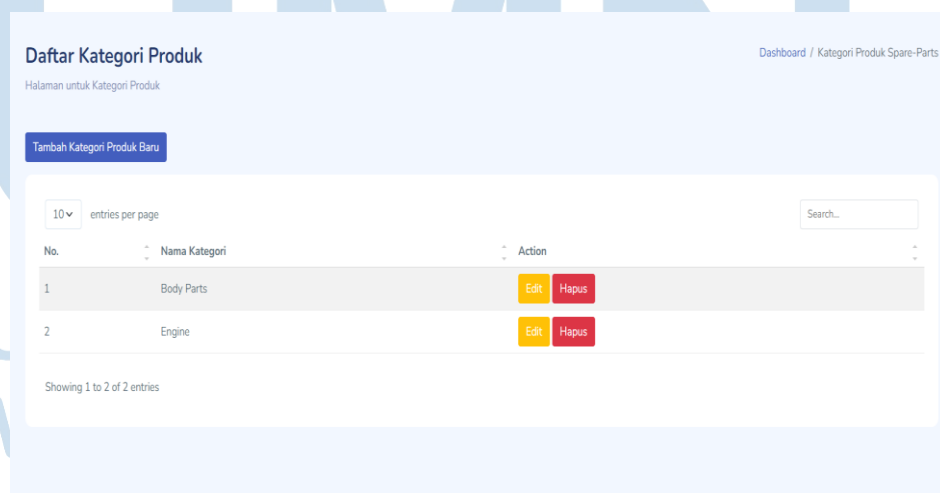 Daftar Kategori Produk
Dashboard / Kategori Produk Spare-Parts
Halaman untuk Kategori Produk
Tambah Kategori Produk Baru
10 entries per page
Search...
No. Nama Kategori Action
1 Body Parts Edit Hapus
2 Engine Edit Hapus
Showing 1 to 2 of 2 entries